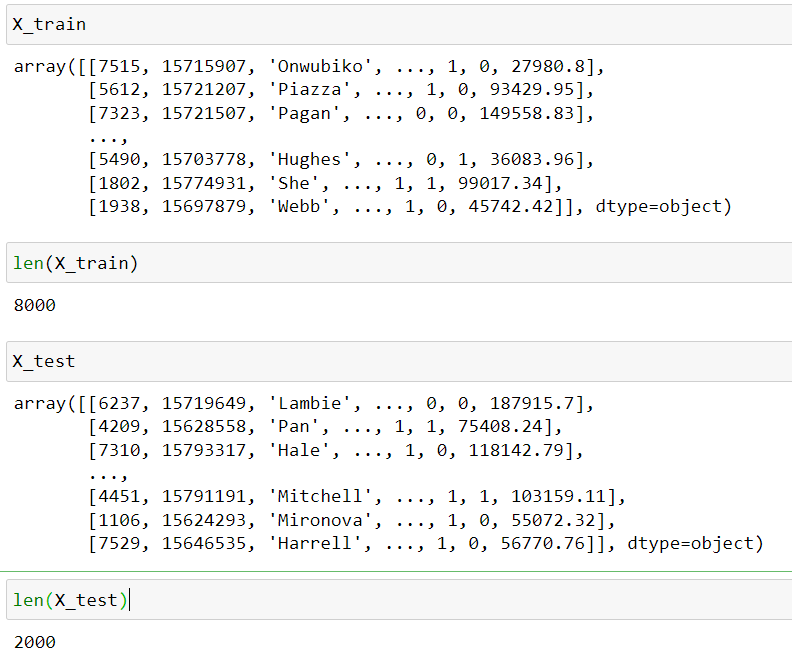 X_train
array([[7515, 15715907, 'Onwubiko', ..., 1, 0, 27980.8],
       [5612, 15721207, 'Piazza', ..., 1, 0, 93429.95],
       [7323, 15721507, 'Pagan', ..., 0, 0, 149558.83],
       ...,
       [5490, 15703778, 'Hughes', ..., 0, 1, 36083.96],
       [1802, 15774931, 'She', ..., 1, 1, 99017.34],
       [1938, 15697879, 'Webb', ..., 1, 0, 45742.42]], dtype=object)
len(X_train)
8000
X_test
array([[6237, 15719649, 'Lambie', ..., 0, 0, 187915.7],
       [4209, 15628558, 'Pan', ..., 1, 1, 75408.24],
       [7310, 15793317, 'Hale', ..., 1, 0, 118142.79],
       ...,
       [4451, 15791191, 'Mitchell', ..., 1, 1, 103159.11],
       [1106, 15624293, 'Mironova', ..., 1, 0, 55072.32],
       [7529, 15646535, 'Harrell', ..., 1, 0, 56770.76]], dtype=object)
len(X_test)
2000